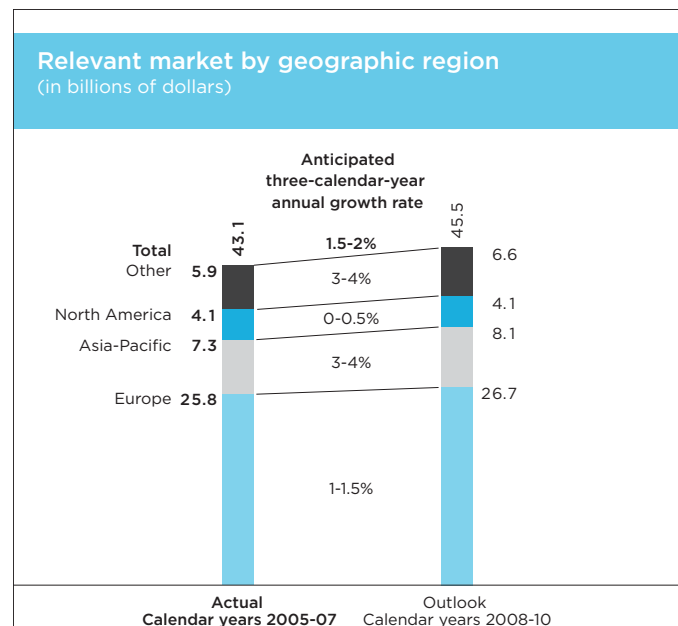 Relevant market by geographic region
(in billions of dollars)
Anticipated
three-calendar-year
annual growth rate
43.1
45.5
Total
1.5-2%
6.6
Other 5.9
3-4%
North America 4.1
0-0.5%
4.1
Asia-Pacific 7.3
8.1
3-4%
Europe 25.8
26.7
1-1.5%
Actual
Calendar years 2005-07
Outlook
Calendar years 2008-10